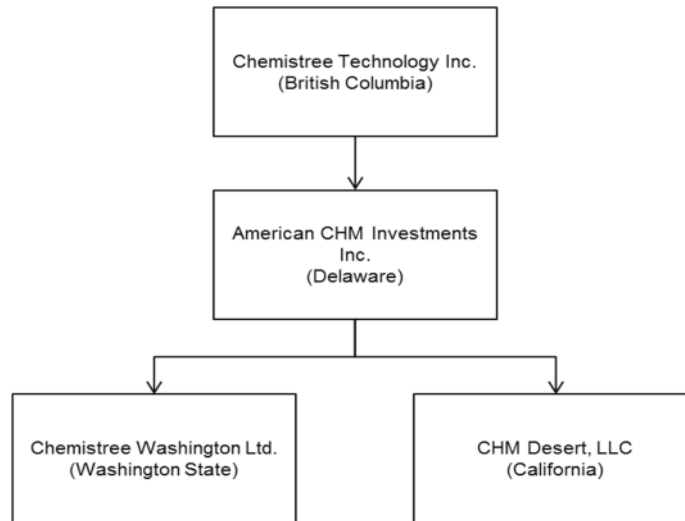 Chemistree Technology Inc.
(British Columbia)
American CHM Investments
Inc.
(Delaware)
Chemistree Washington Ltd.
(Washington State)
CHM Desert, LLC
(California)